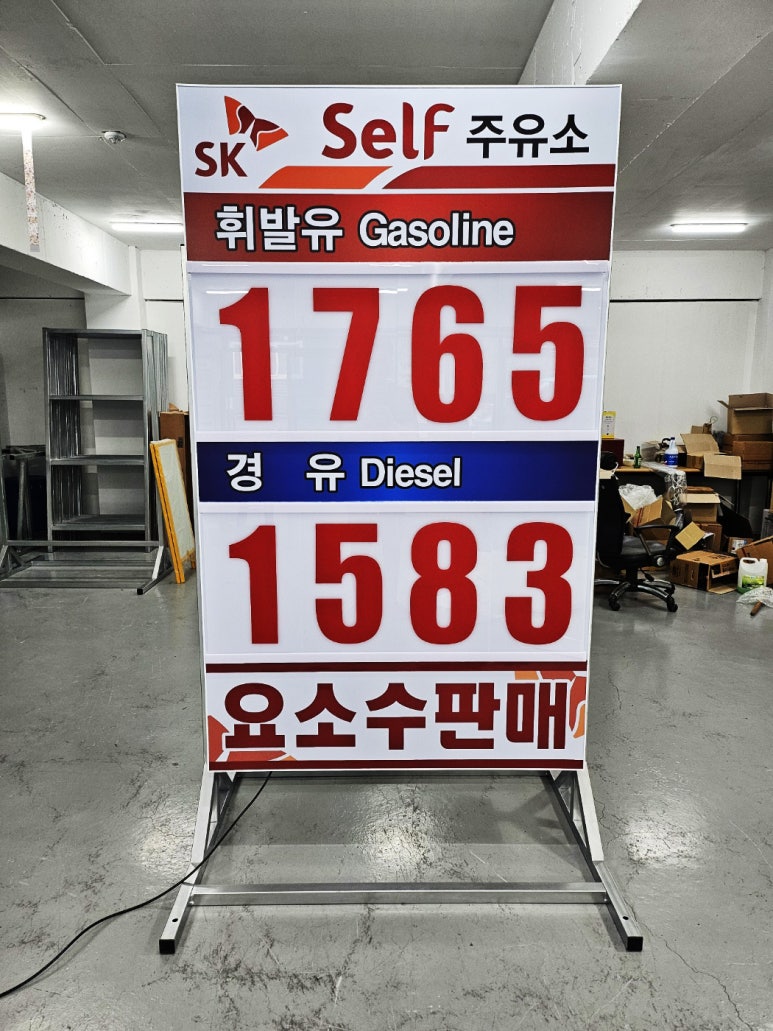 SK Self 주유소
휘발유 Gasoline
1765
경 유 Diesel
1583
요소수판매